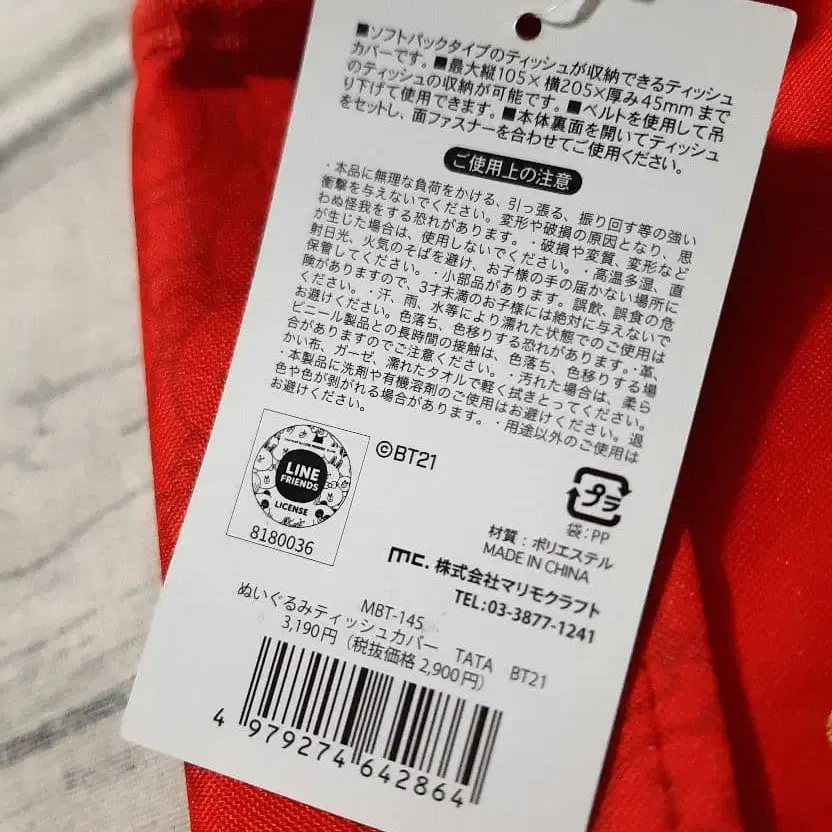 ■ソフトパックタイプのティッシュが収納できるティッシュ
カバーです。■最大縦105×横205×厚み45mmまで
のティッシュの収納が可能です。■ベルトを使用して吊
り下げて使用できます。■本体裏面を開いてティッシュ
をセットし、面ファスナーを合わせてご使用ください。
ご使用上の注意
・本品に無理な負荷をかける、引っ張る、振り回す等の強い
衝撃を与えないでください。変形や破損の原因となり、思
わぬ怪我をする恐れがあります。・破損や変質、変形など
が生じた場合は、使用しないでください。・高温多湿、直
射日光、火気のそばを避け、お子様の手の届かない場所に
保管してください。・小部品があります。誤飲、誤食の危
険がありますので、3才未満のお子様には絶対に与えないで
ください。・汗、雨、水等により濡れた状態でのご使用は
お避けください。色落ち、色移りする恐れがあります。・革、
ビニール製品との長時間の接触は、色落ち、色移りする場
合がありますのでご注意ください。・汚れた場合は、柔ら
かい布、ガーゼ、濡れたタオルで軽く拭きとってください。
・本製品に洗剤や有機溶剤のご使用はお避けください。退
色や色が剥がれる場合があります。・用途以外のご使用は
お避けください。
©BT21
LINE
FRIENDS
LICENSE
8180036
プラ
袋:PP
材質:ポリエステル
MADE IN CHINA
mc.株式会社マリモクラフト
TEL:03-3877-1241
MBT-145
ぬいぐるみティッシュカバー TATA BT21
3,190円(税抜価格2,900円)
4 979274 642864